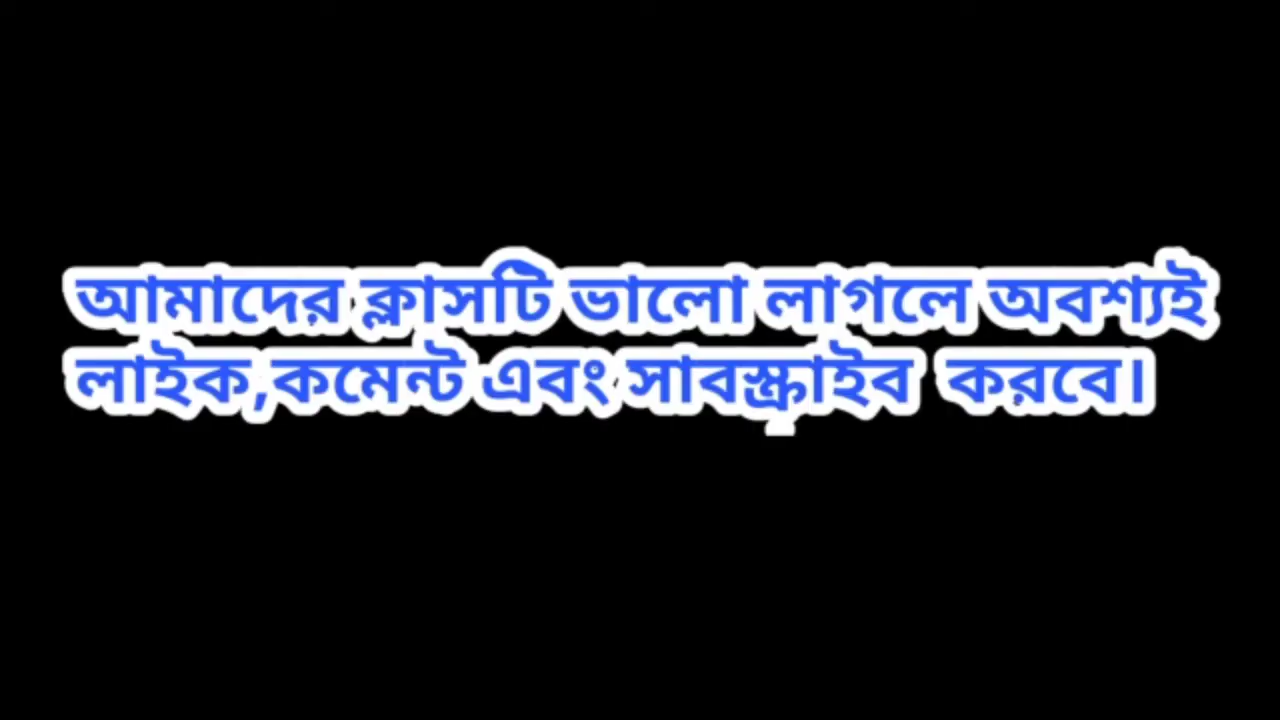 আমাদের ক্লাসটি ভালো লাগলে অবশ্যই
লাইক,কমেন্ট এবং সাবস্ক্রাইব করবে।